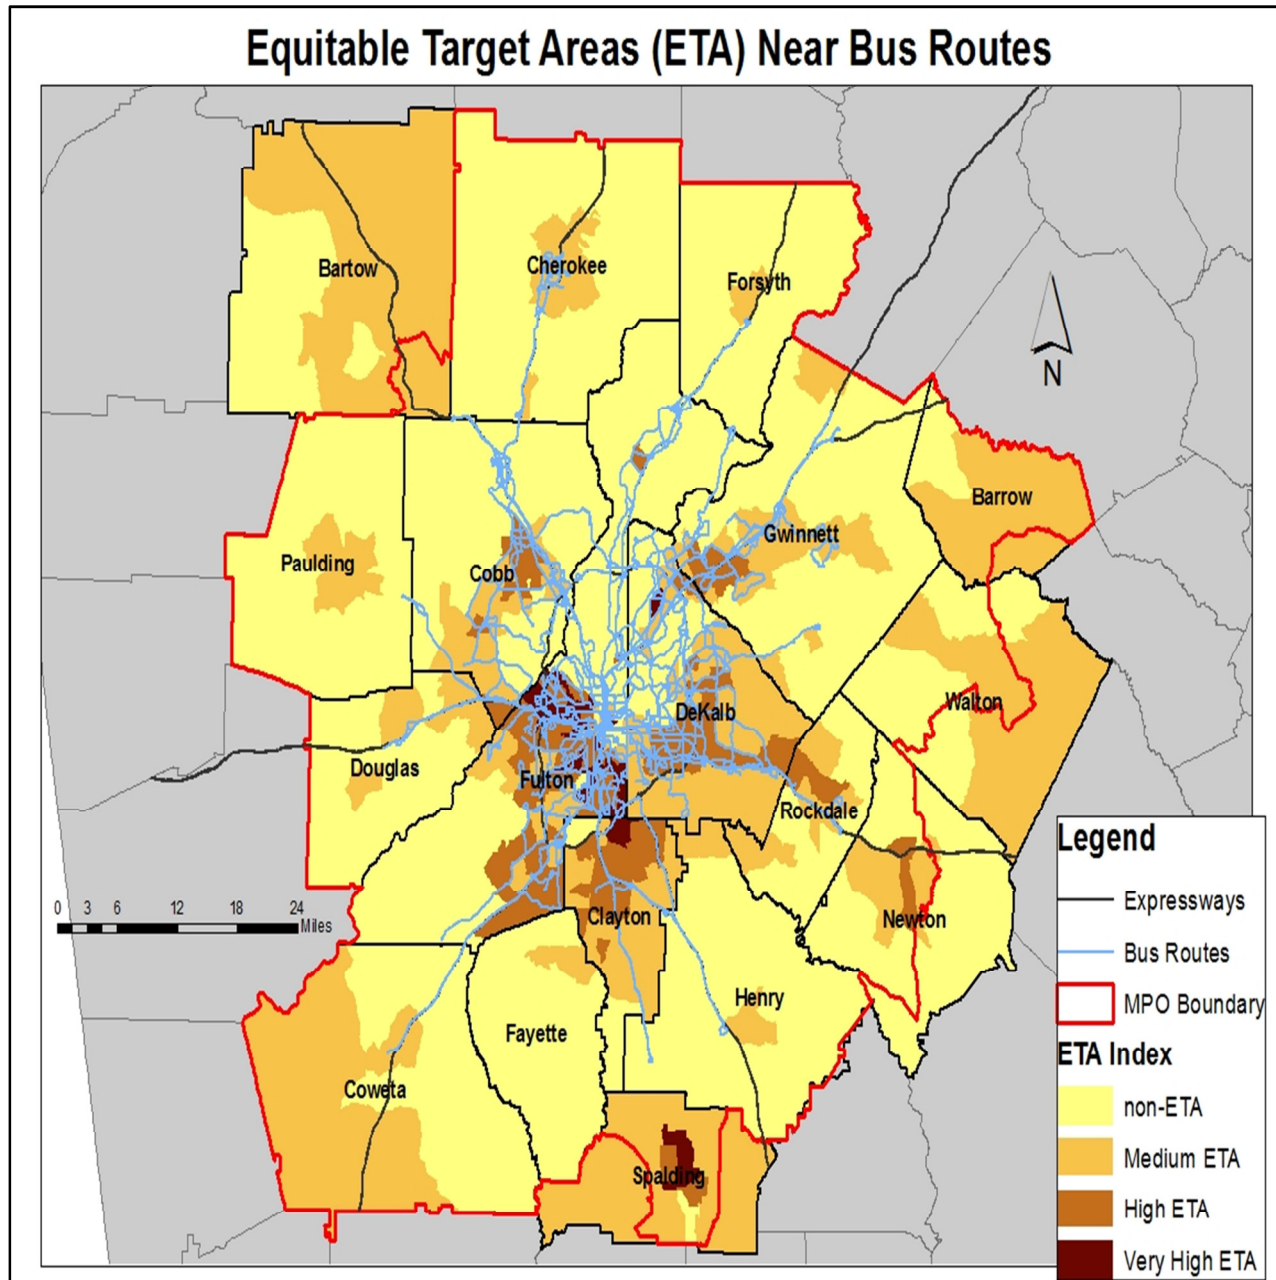 Equitable Target Areas (ETA) Near Bus Routes
Bartow
Cherokee
Forsyth
N
Barrow
Gwinnett
Paulding
Cobb
Walton
DeKalb
Douglas
Fulton
Rockdale
0 3 6 12 18 24
Miles
Clayton
Newton
Henry
Fayette
Coweta
Spalding
Legend
Expressways
Bus Routes
MPO Boundary
ETA Index
non-ETA
Medium ETA
High ETA
Very High ETA